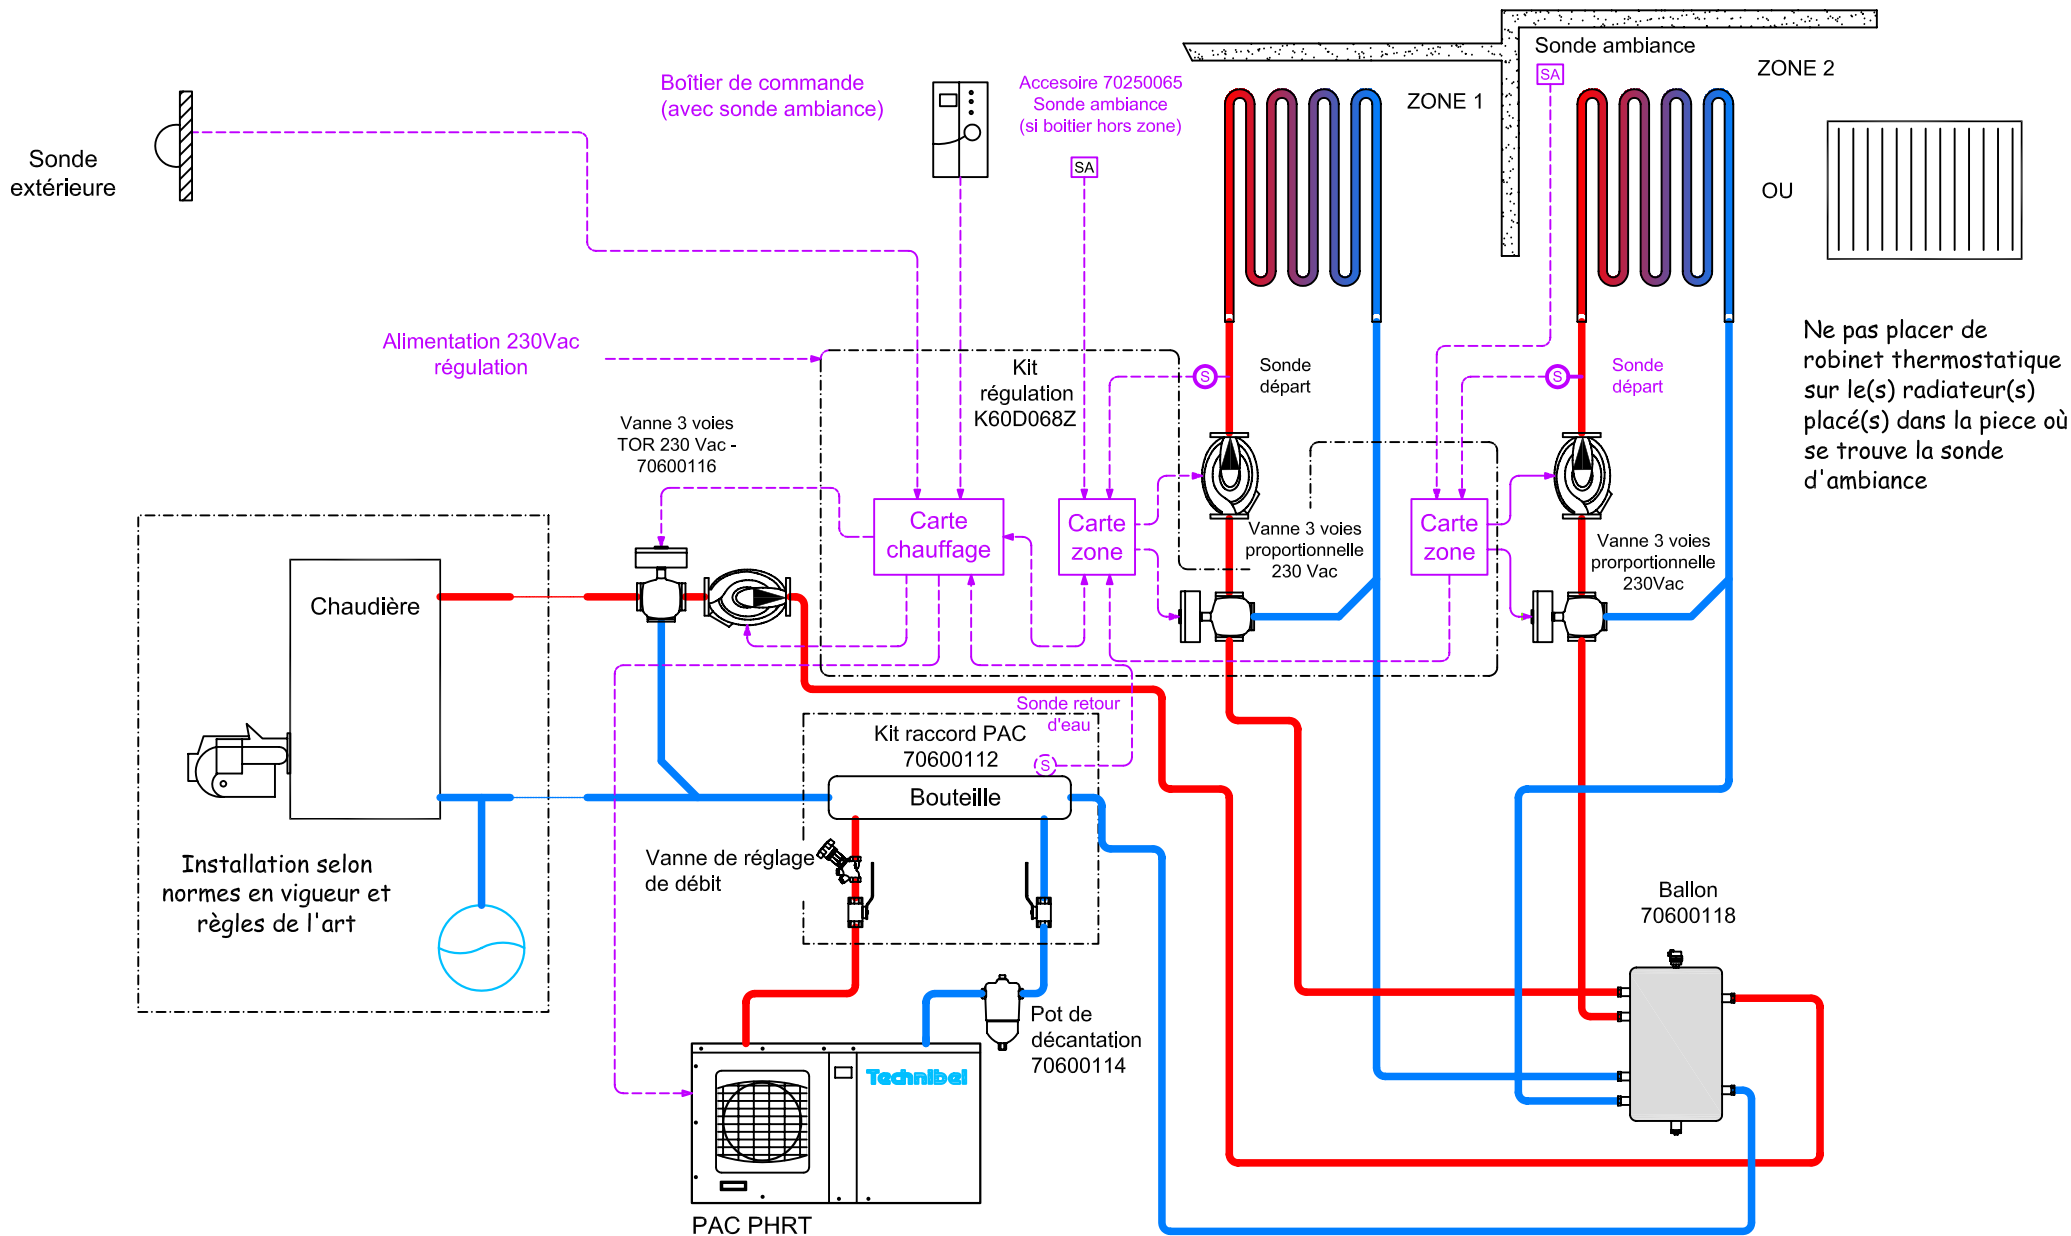 Sonde ambiance
ZONE 2
SA
Boîtier de commande
(avec sonde ambiance)
Accesoire 70250065
Sonde ambiance
(si boitier hors zone)
SA
ZONE 1
Sonde
extérieure
OU
Alimentation 230Vac
régulation
Kit
régulation
K60D068Z
S
Sonde
départ
S
Sonde
départ
Ne pas placer de
robinet thermostatique
sur le(s) radiateur(s)
placé(s) dans la piece où
se trouve la sonde
d'ambiance
Vanne 3 voies
TOR 230 Vac -
70600116
Carte
chauffage
Carte
zone
Vanne 3 voies
proportionnelle
230 Vac
Carte
zone
Vanne 3 voies
prorportionnelle
230Vac
Chaudière
Sonde retour
d'eau
Kit raccord PAC
70600112
S
Bouteille
Installation selon
normes en vigueur et
règles de l'art
Vanne de réglage
de débit
Ballon
70600118
Pot de
décantation
70600114
Technibel
PAC PHRT